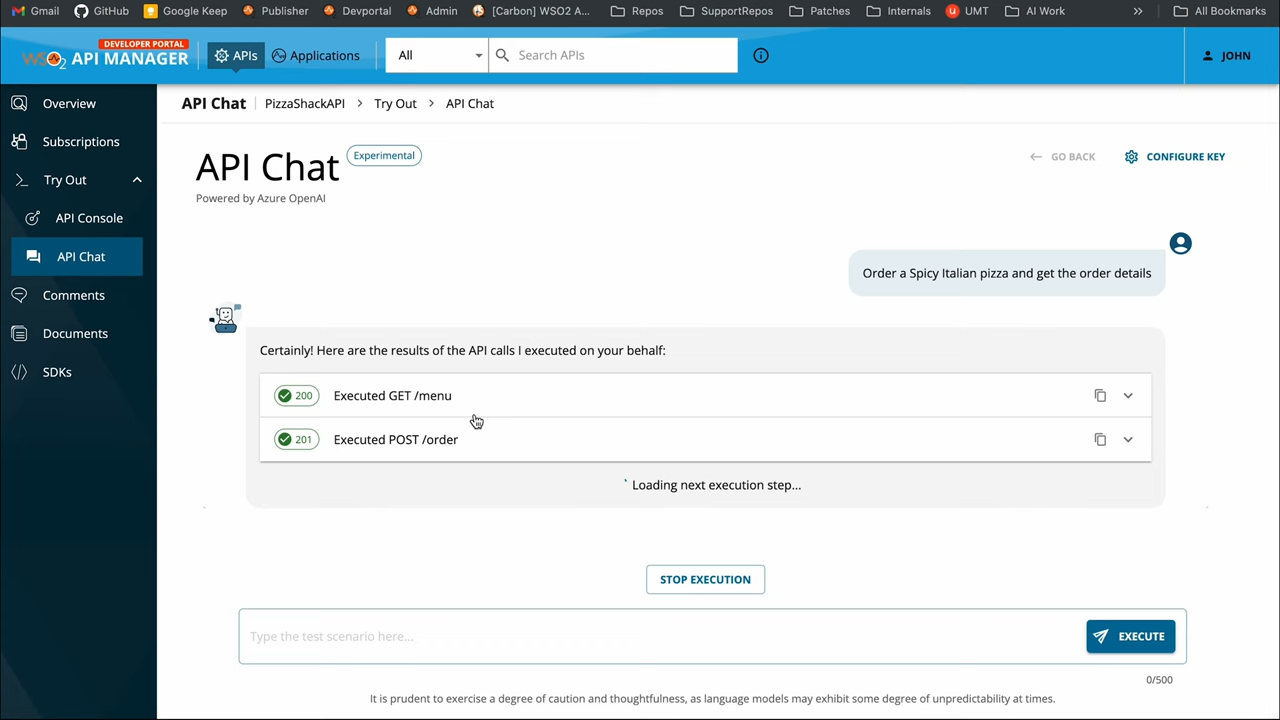 Gmail GitHub Google Keep Publisher Devportal Admin [Carbon] WSO2 A Repos SupportRepos Patches Internals UMT AI Work » All Bookmarks
DEVELOPER PORTAL
WSO2 API MANAGER APIs Applications All Search APIs JOHN
Overview
Subscriptions
Try Out
API Console
API Chat
Comments
Documents
SDKs
API Chat PizzaShackAPI > Try Out > API Chat
API Chat Experimental
Powered by Azure OpenAI
GO BACK CONFIGURE KEY
Order a Spicy Italian pizza and get the order details
Certainly! Here are the results of the API calls I executed on your behalf:
200 Executed GET /menu
201 Executed POST /order
Loading next execution step...
STOP EXECUTION
Type the test scenario here...
EXECUTE
0/500
It is prudent to exercise a degree of caution and thoughtfulness, as language models may exhibit some degree of unpredictability at times.